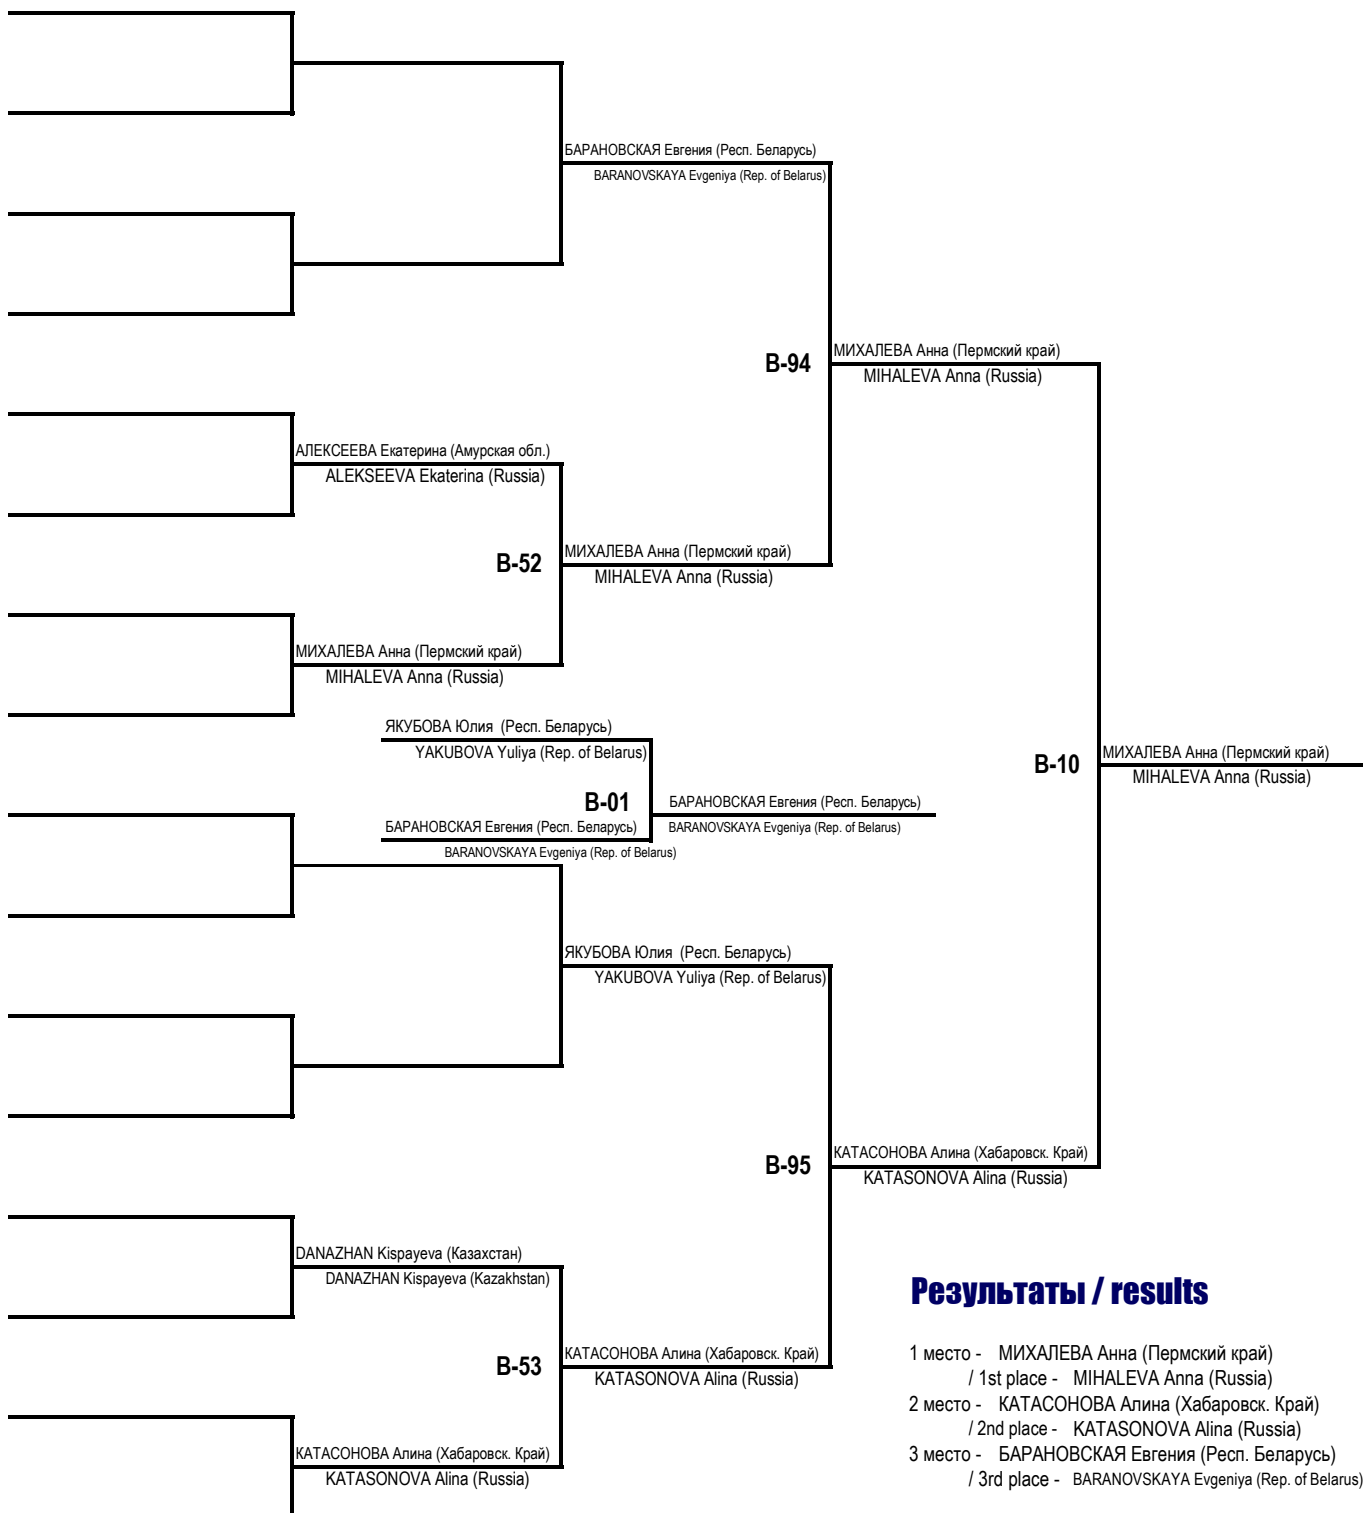 БАРАНОВСКАЯ Евгения (Респ. Беларусь)
BARANOVSKAYA Evgeniya (Rep. of Belarus)
МИХАЛЕВА Анна (Пермский край)
B-94
MIHALEVA Anna (Russia)
АЛЕКСЕЕВА Екатерина (Амурская обл.)
ALEKSEEVA Ekaterina (Russia)
МИХАЛЕВА Анна (Пермский край)
B-52
MIHALEVA Anna (Russia)
МИХАЛЕВА Анна (Пермский край)
MIHALEVA Anna (Russia)
ЯКУБОВА Юлия (Респ. Беларусь)
YAKUBOVA Yuliya (Rep. of Belarus)
МИХАЛЕВА Анна (Пермский край)
B-10
MIHALEVA Anna (Russia)
B-01
БАРАНОВСКАЯ Евгения (Респ. Беларусь)
БАРАНОВСКАЯ Евгения (Респ. Беларусь)
BARANOVSKAYA Evgeniya (Rep. of Belarus)
BARANOVSKAYA Evgeniya (Rep. of Belarus)
ЯКУБОВА Юлия (Респ. Беларусь)
YAKUBOVA Yuliya (Rep. of Belarus)
КАТАСОНОВА Алина (Хабаровск. Край)
B-95
KATASONOVA Alina (Russia)
DANAZHAN Kispayeva (Казахстан)
DANAZHAN Kispayeva (Kazakhstan)
КАТАСОНОВА Алина (Хабаровск. Край)
B-53
KATASONOVA Alina (Russia)
КАТАСОНОВА Алина (Хабаровск. Край)
KATASONOVA Alina (Russia)
Результаты / results
1 место - МИХАЛЕВА Анна (Пермский край)
/ 1st place - MIHALEVA Anna (Russia)
2 место - КАТАСОНОВА Алина (Хабаровск. Край)
/ 2nd place - KATASONOVA Alina (Russia)
3 место - БАРАНОВСКАЯ Евгения (Респ. Беларусь)
/ 3rd place - BARANOVSKAYA Evgeniya (Rep. of Belarus)